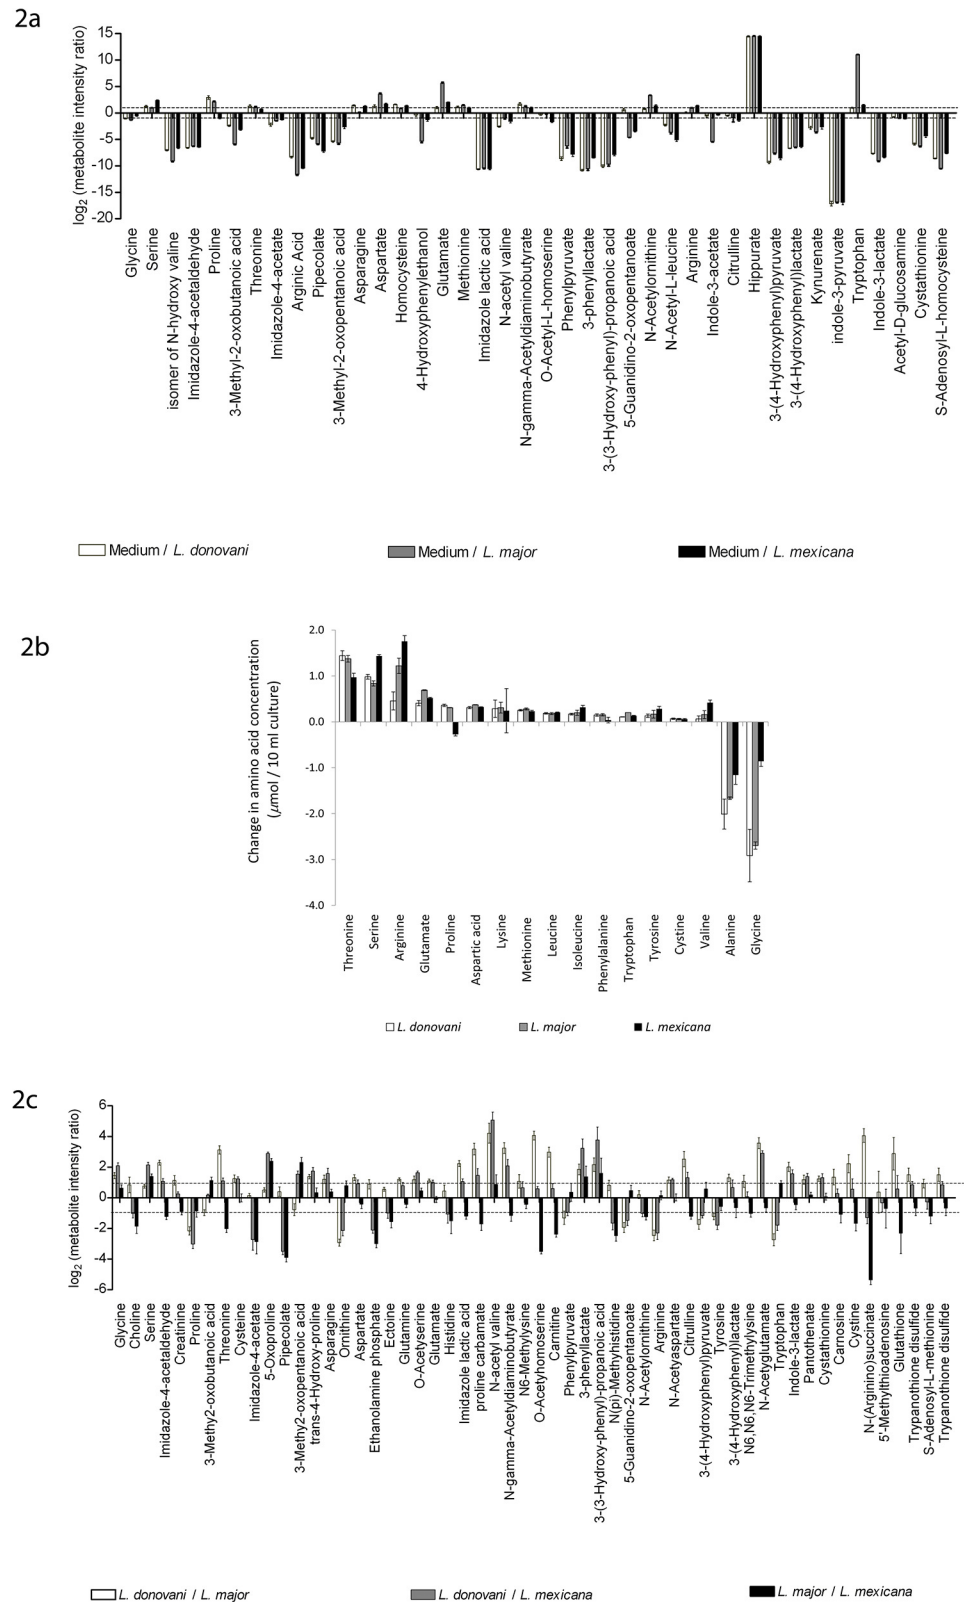 2a
log2 (metabolite intensity ratio)
15
10
5
0
-5
-10
-15
-20
Glycine
Serine
isomer of N-hydroxy valine
Imidazole-4-acetaldehyde
Proline
3-Methyl-2-oxobutanoic acid
Threonine
Imidazole-4-acetate
Arginic Acid
Pipecolate
3-Methyl-2-oxopentanoic acid
Asparagine
Aspartate
Homocysteine
4-Hydroxyphenylethanol
Glutamate
Methionine
Imidazole lactic acid
N-acetyl valine
N-gamma-Acetyldiaminobutyrate
O-Acetyl-L-homoserine
Phenylpyruvate
3-phenyllactate
3-(3-Hydroxy-phenyl)-propanoic acid
5-Guanidino-2-oxopentanoate
N-Acetylornithine
N-Acetyl-L-leucine
Arginine
Indole-3-acetate
Citrulline
Hippurate
3-(4-Hydroxyphenyl)pyruvate
3-(4-Hydroxyphenyl)lactate
Kynurenate
indole-3-pyruvate
Tryptophan
Indole-3-lactate
Acetyl-D-glucosamine
Cystathionine
S-Adenosyl-L-homocysteine
Medium / L. donovani
Medium / L. major
Medium / L. mexicana
2b
Change in amino acid concentration
(µmol / 10 ml culture)
2.0
1.0
0.0
-1.0
-2.0
-3.0
-4.0
Threonine
Serine
Arginine
Glutamate
Proline
Aspartic acid
Lysine
Methionine
Leucine
Isoleucine
Phenylalanine
Tryptophan
Tyrosine
Cystine
Valine
Alanine
Glycine
L. donovani
L. major
L. mexicana
2c
log2 (metabolite intensity ratio)
6
4
2
0
-2
-4
-6
Glycine
Choline
Serine
Imidazole-4-acetaldehyde
Creatinine
Proline
3-Methy2-oxobutanoic acid
Threonine
Cysteine
Imidazole-4-acetate
5-Oxoproline
Pipecolate
3-Methy2-oxopentanoic acid
trans-4-Hydroxy-proline
Asparagine
Ornithine
Aspartate
Ethanolamine phosphate
Ectoine
Glutamine
O-Acetylserine
Glutamate
Histidine
Imidazole lactic acid
proline carbamate
N-acetyl valine
N-gamma-Acetyldiaminobutyrate
N6-Methylysine
O-Acetylhomoserine
Carnitine
Phenylpyruvate
3-phenyllactate
3-(3-Hydroxy-phenyl)-propanoic acid
N(pi)-Methylhistidine
5-Guanidino-2-oxopentanoate
N-Acetylornithine
Arginine
N-Acetyaspartate
Citrulline
3-(4-Hydroxyphenyl)pyruvate
Tyrosine
3-(4-Hydroxyphenyl)lactate
N6,N6,N6-Trimethylysine
N-Acetyglutamate
Tryptophan
Indole-3-lactate
Pantothenate
Cystathionine
Carnosine
Cystine
N-(Arginino)succinate
5'-Methylthioadenosine
Glutathione
Trypanothione disulfide
S-Adenosyl-L-methionine
Trypanothione disulfide
L. donovani / L. major
L. donovani / L. mexicana
L. major / L. mexicana